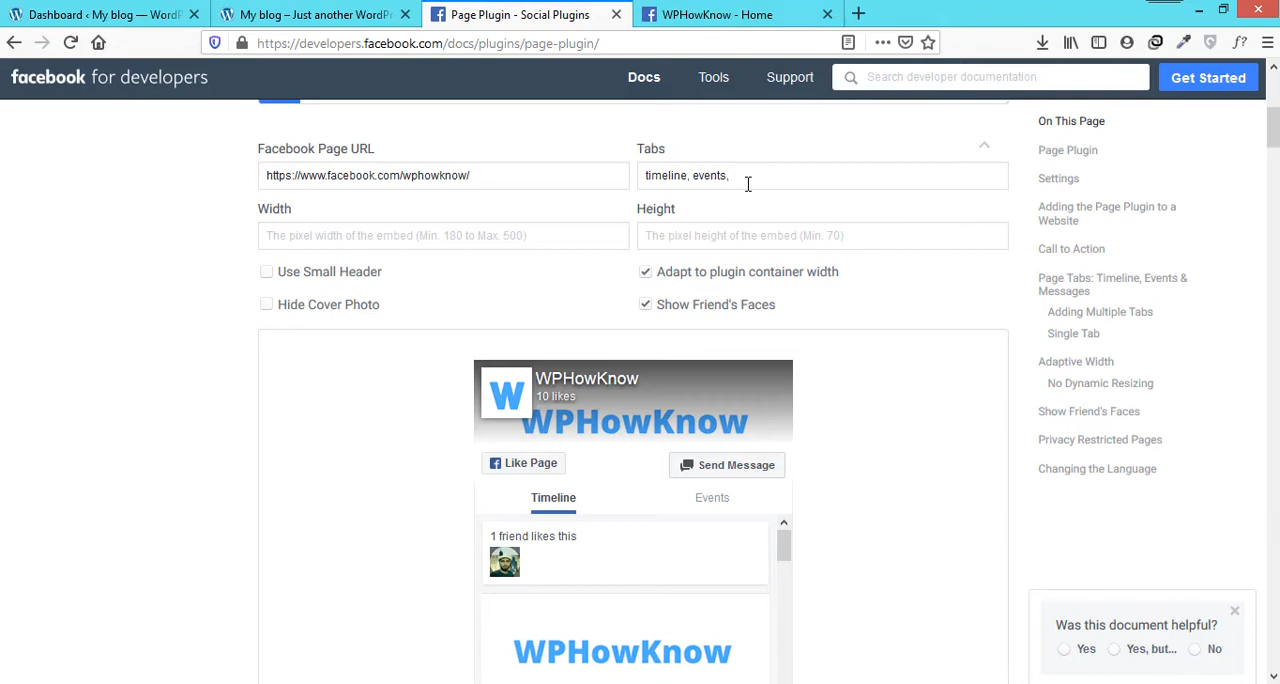 Dashboard ‹ My blog — WordP
My blog – Just another WordPr
Page Plugin - Social Plugins
WPHowKnow - Home
https://developers.facebook.com/docs/plugins/page-plugin/
facebook for developers
Docs
Tools
Support
Search developer documentation
Get Started
Facebook Page URL
Tabs
https://www.facebook.com/wphowknow/
timeline, events,
Width
Height
The pixel width of the embed (Min. 180 to Max. 500)
The pixel height of the embed (Min. 70)
Use Small Header
Adapt to plugin container width
Hide Cover Photo
Show Friend's Faces
W
WPHowKnow
10 likes
WPHowKnow
Like Page
Send Message
Timeline
Events
1 friend likes this
WPHowKnow
On This Page
Page Plugin
Settings
Adding the Page Plugin to a
Website
Call to Action
Page Tabs: Timeline, Events &
Messages
Adding Multiple Tabs
Single Tab
Adaptive Width
No Dynamic Resizing
Show Friend's Faces
Privacy Restricted Pages
Changing the Language
Was this document helpful?
Yes
Yes, but...
No